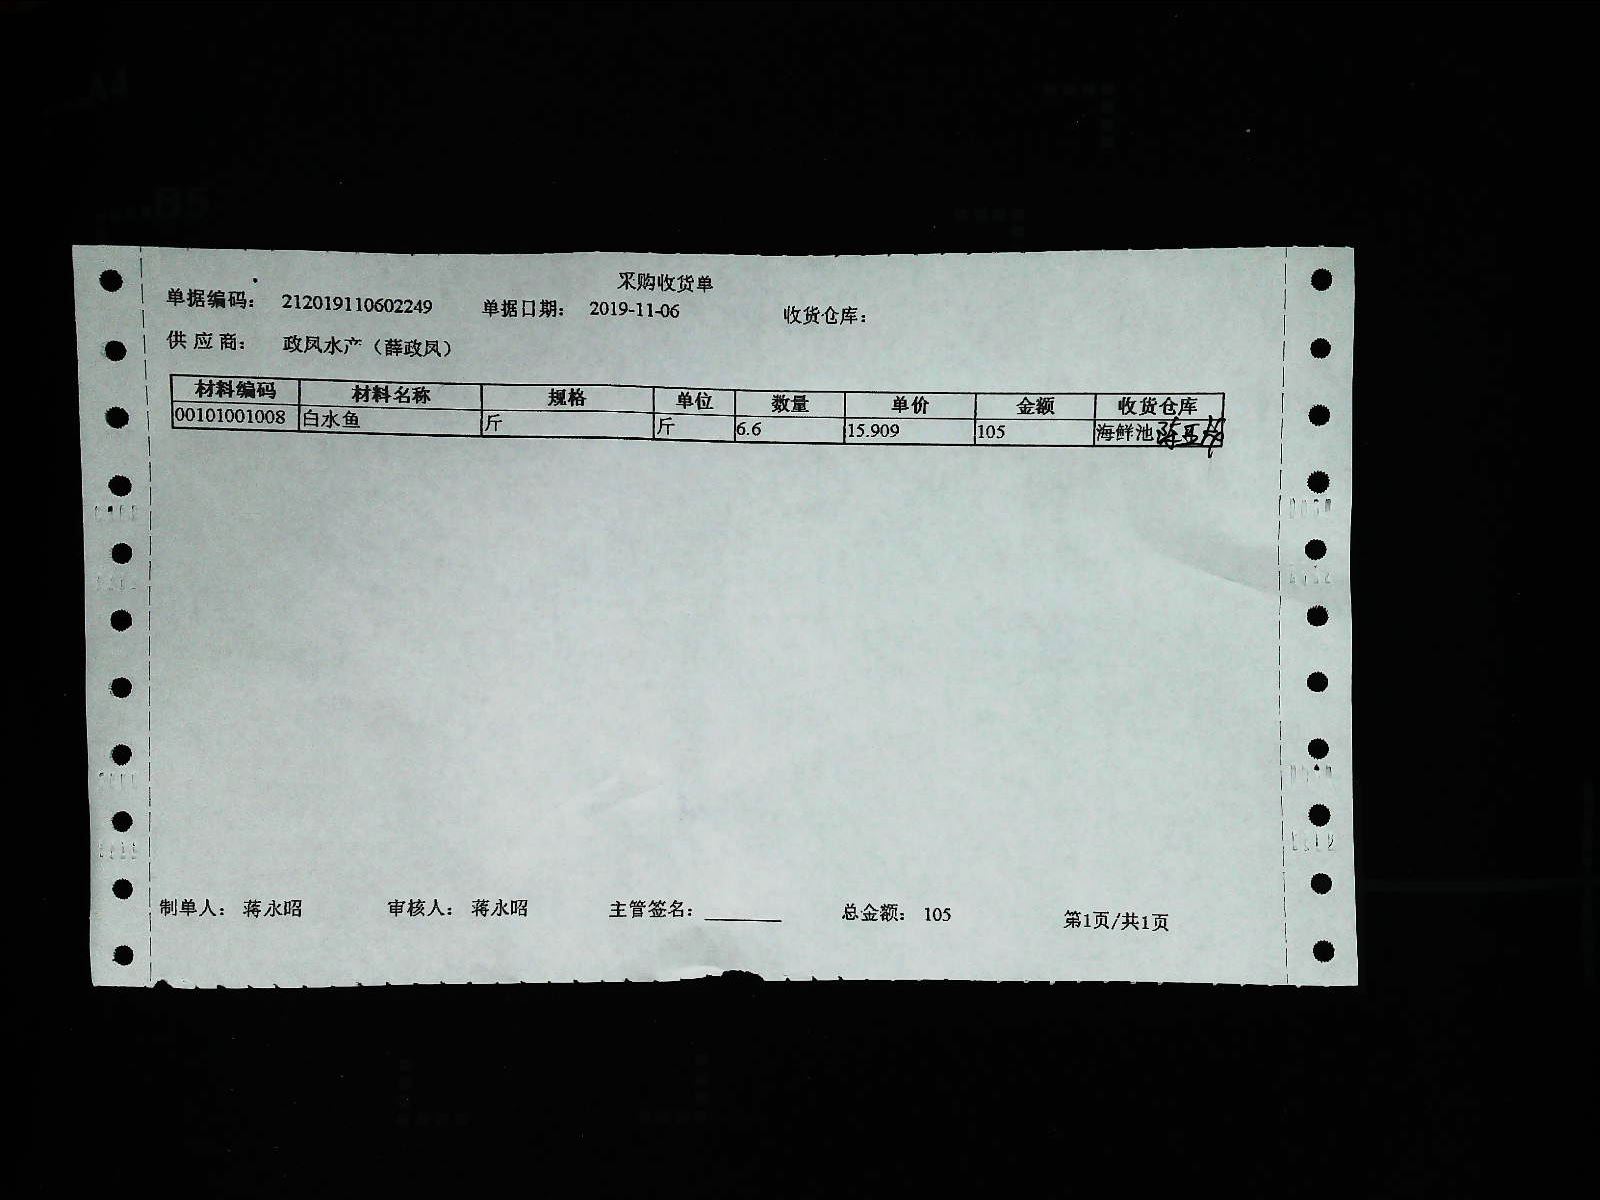 采购收货单
单据编码： 212019110602249 单据日期： 2019-11-06 收货仓库：
供应商： 政凤水产（薛政凤）
材料编码 材料名称 规格 单位 数量 单价 金额 收货仓库
00101001008 白水鱼 斤 斤 6.6 15.909 105 海鲜池
制单人： 蒋永昭 审核人： 蒋永昭 主管签名： 总金额： 105 第1页/共1页